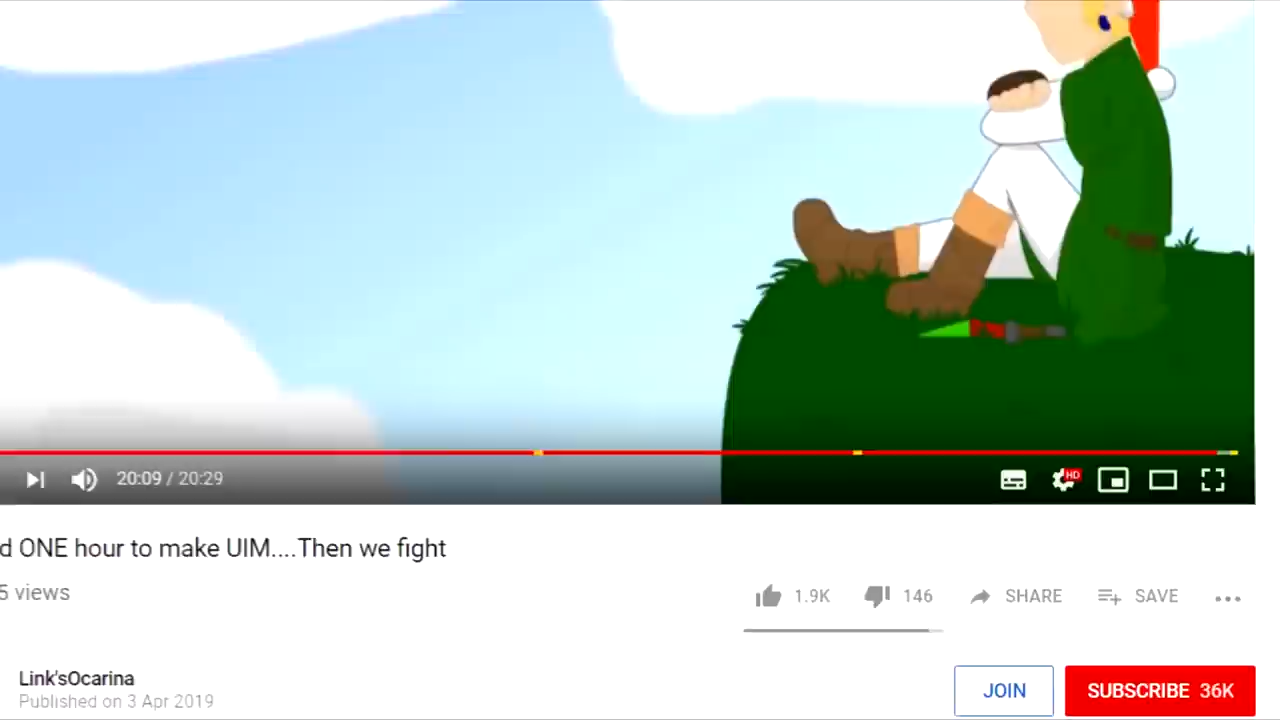 20:09 / 20:29
HD
d ONE hour to make UIM....Then we fight
5 views
1.9K
146
SHARE
SAVE
Link'sOcarina
Published on 3 Apr 2019
JOIN
SUBSCRIBE 36K